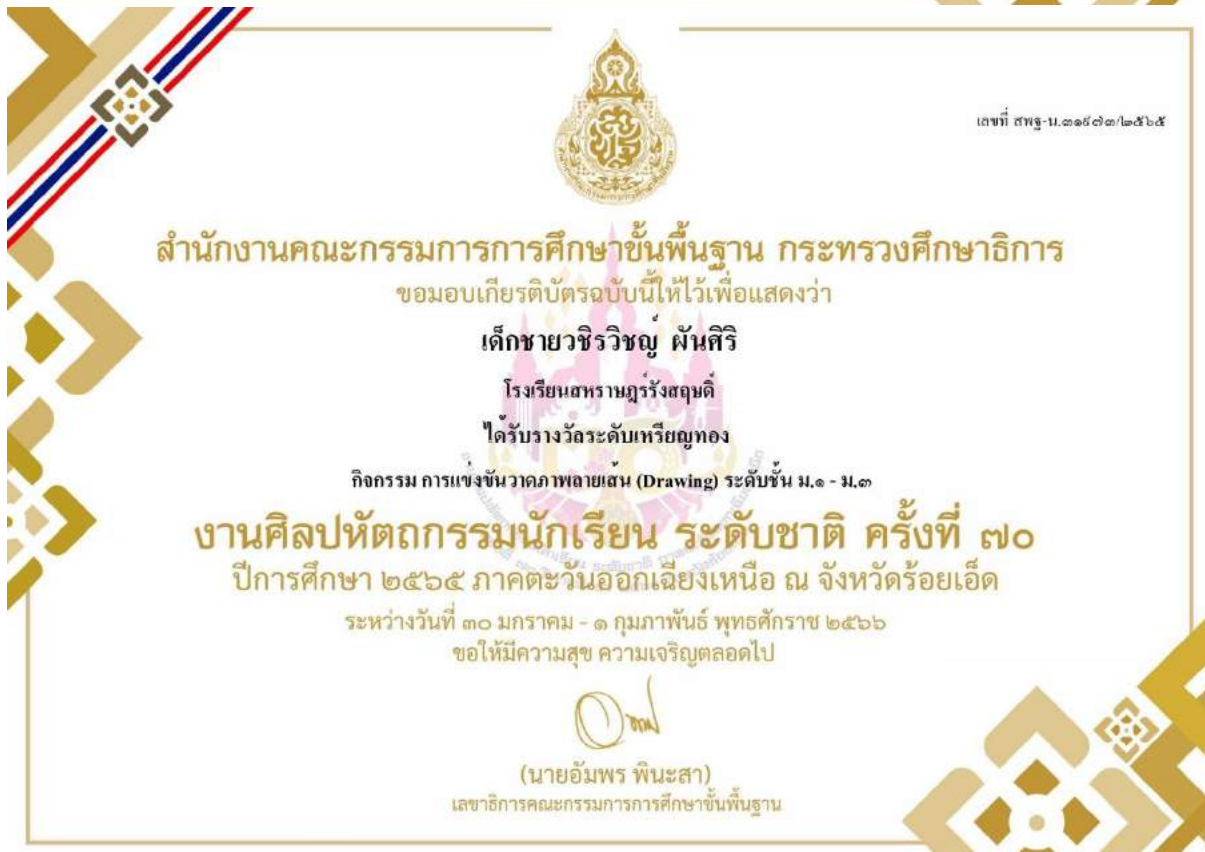 เลขที่ สพฐ-น.๓๑๙๗๓/๒๕๖๕
สำนักงานคณะกรรมการการศึกษาขั้นพื้นฐาน กระทรวงศึกษาธิการ
ขอมอบเกียรติบัตรฉบับนี้ให้ไว้เพื่อแสดงว่า
เด็กชายวชิรวิชญ์ ผันศิริ
โรงเรียนสหราษฎร์รังสฤษดิ์
ได้รับรางวัลระดับเหรียญทอง
กิจกรรม การแข่งขันวาดภาพลายเส้น (Drawing) ระดับชั้น ม.๑ - ม.๓
งานศิลปหัตถกรรมนักเรียน ระดับชาติ ครั้งที่ ๗๐
ปีการศึกษา ๒๕๖๕ ภาคตะวันออกเฉียงเหนือ ณ จังหวัดร้อยเอ็ด
ระหว่างวันที่ ๓๐ มกราคม - ๑ กุมภาพันธ์ พุทธศักราช ๒๕๖๖
ขอให้มีความสุข ความเจริญตลอดไป
(นายอัมพร พินะสา)
เลขาธิการคณะกรรมการการศึกษาขั้นพื้นฐาน